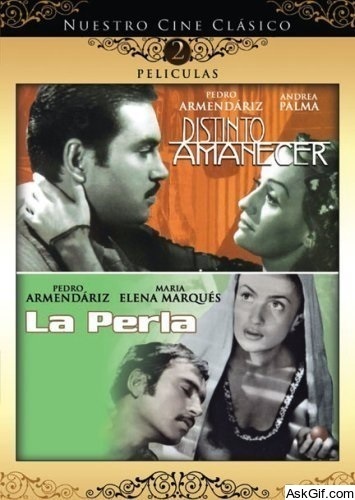 NUESTRO CINE CLÁSICO
2
PELICULAS
PEDRO ARMENDÁRIZ
ANDREA PALMA
DISTINTO
AMANECER
PEDRO ARMENDÁRIZ
MARIA ELENA MARQUÉS
La Perla
AskGif.com